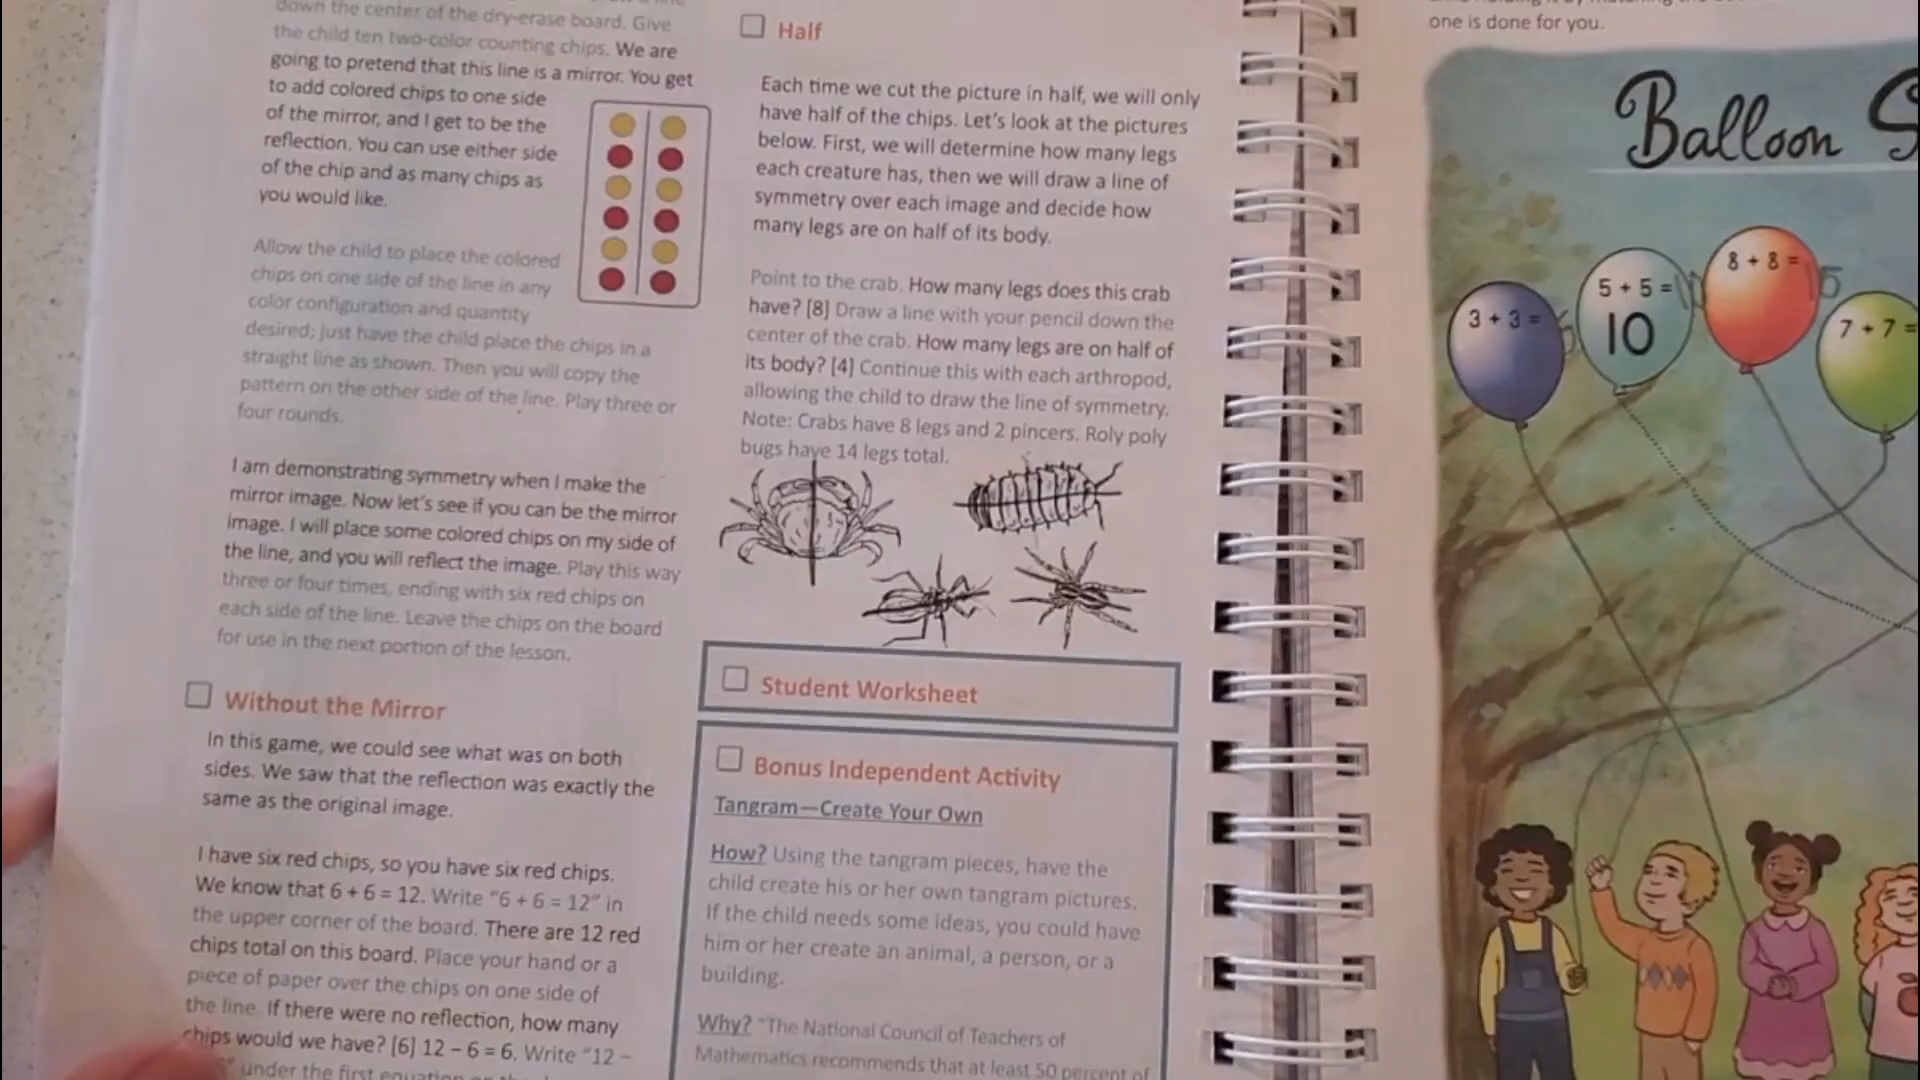 down the center of the dry-erase board. Give
the child ten two-color counting chips. We are
going to pretend that this line is a mirror. You get
to add colored chips to one side
of the mirror, and I get to be the
reflection. You can use either side
of the chip and as many chips as
you would like.
Allow the child to place the colored
chips on one side of the line in any
color configuration and quantity
desired; just have the child place the chips in a
straight line as shown. Then you will copy the
pattern on the other side of the line. Play three or
four rounds.
I am demonstrating symmetry when I make the
mirror image. Now let's see if you can be the mirror
image. I will place some colored chips on my side of
the line, and you will reflect the image. Play this way
three or four times, ending with six red chips on
each side of the line. Leave the chips on the board
for use in the next portion of the lesson.
Without the Mirror
In this game, we could see what was on both
sides. We saw that the reflection was exactly the
same as the original image.
I have six red chips, so you have six red chips.
We know that 6 + 6 = 12. Write "6 + 6 = 12" in
the upper corner of the board. There are 12 red
chips total on this board. Place your hand or a
piece of paper over the chips on one side of
the line. If there were no reflection, how many
chips would we have? [6] 12 – 6 = 6. Write "12 –
under the first equation on the
Half
Each time we cut the picture in half, we will only
have half of the chips. Let's look at the pictures
below. First, we will determine how many legs
each creature has, then we will draw a line of
symmetry over each image and decide how
many legs are on half of its body.
Point to the crab. How many legs does this crab
have? [8] Draw a line with your pencil down the
center of the crab. How many legs are on half of
its body? [4] Continue this with each arthropod,
allowing the child to draw the line of symmetry.
Note: Crabs have 8 legs and 2 pincers. Roly poly
bugs have 14 legs total.
Student Worksheet
Bonus Independent Activity
Tangram—Create Your Own
How? Using the tangram pieces, have the
child create his or her own tangram pictures.
If the child needs some ideas, you could have
him or her create an animal, a person, or a
building.
Why? "The National Council of Teachers of
Mathematics recommends that at least 50 percent of
one is done for you.
Balloon S
3 + 3 = 6
5 + 5 = 10
10
8 + 8 =
7 + 7 =